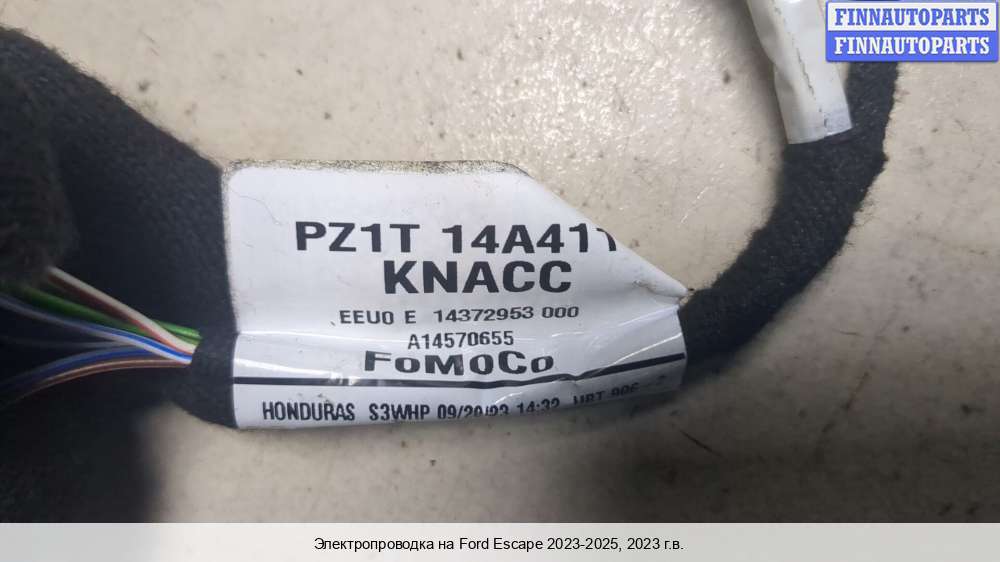 FINNAUTOPARTS
FINNAUTOPARTS
PZ1T 14A411
KNACC
EEU0 E 14372953 000
A14570655
FoMoCo
HONDURAS S3WHP 09/20/23 14:32
Электропроводка на Ford Escape 2023-2025, 2023 г.в.